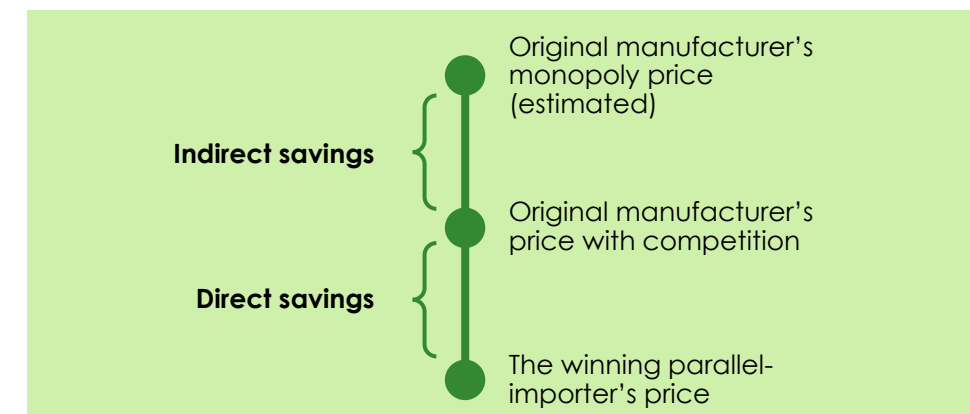 Original manufacturer’s
monopoly price
(estimated)
Indirect savings
Original manufacturer’s
price with competition
Direct savings
The winning parallel-
importer’s price